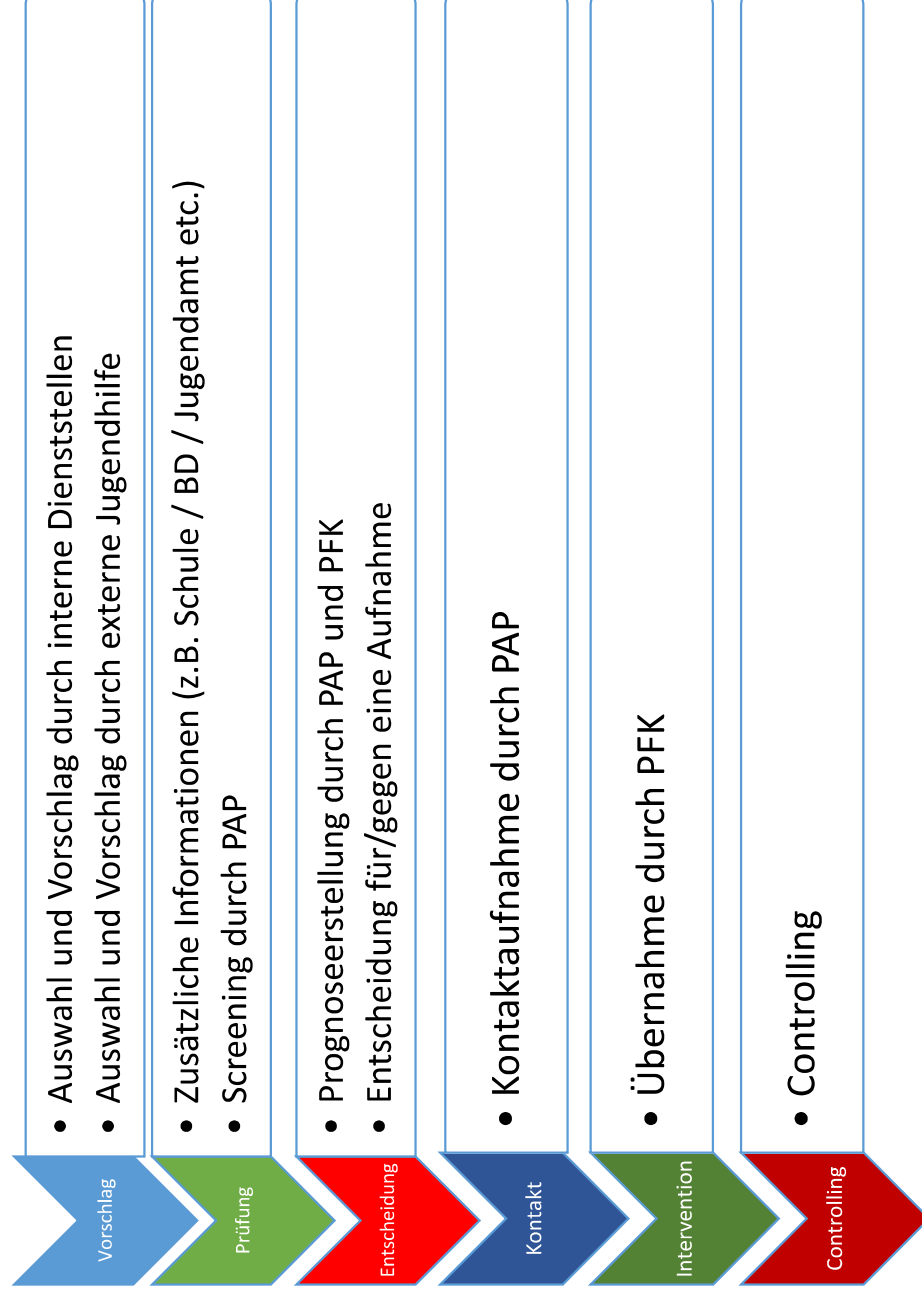 Vorschlag
• Auswahl und Vorschlag durch interne Dienststellen
• Auswahl und Vorschlag durch externe Jugendhilfe
Prüfung
• Zusätzliche Informationen (z.B. Schule / BD / Jugendamt etc.)
• Screening durch PAP
Entscheidung
• Prognoseerstellung durch PAP und PFK
• Entscheidung für/gegen eine Aufnahme
Kontakt
• Kontaktaufnahme durch PAP
Intervention
• Übernahme durch PFK
Controlling
• Controlling